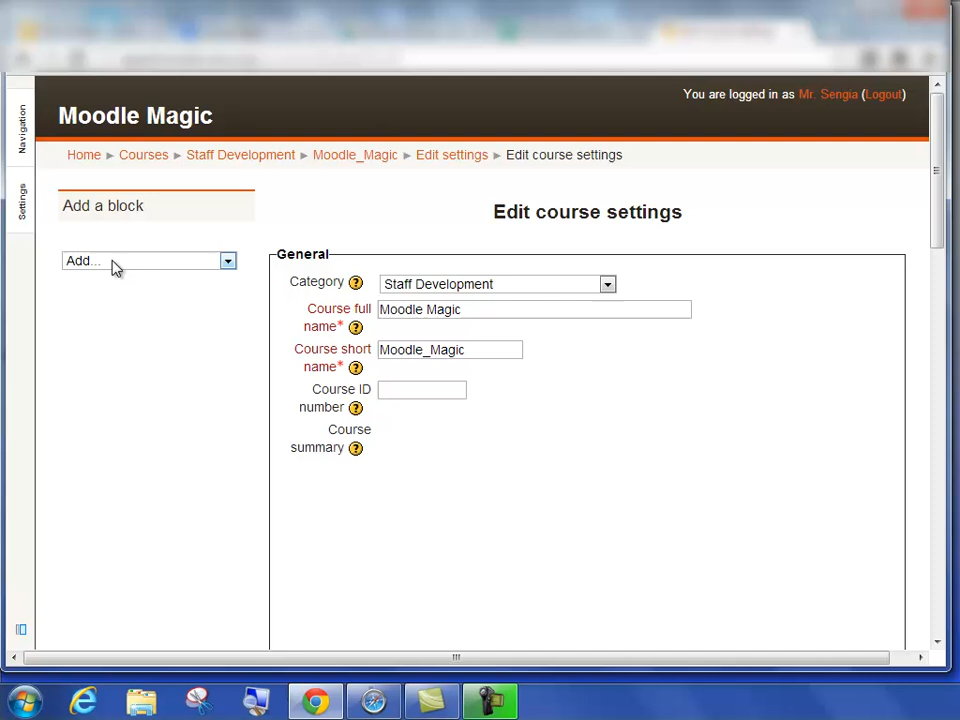 You are logged in as Mr. Sengia (Logout)
Moodle Magic
Navigation
Settings
Home ► Courses ► Staff Development ► Moodle_Magic ► Edit settings ► Edit course settings
Add a block
Add...
Edit course settings
General
Category
Staff Development
Course full name*
Moodle Magic
Course short name*
Moodle_Magic
Course ID number
Course summary